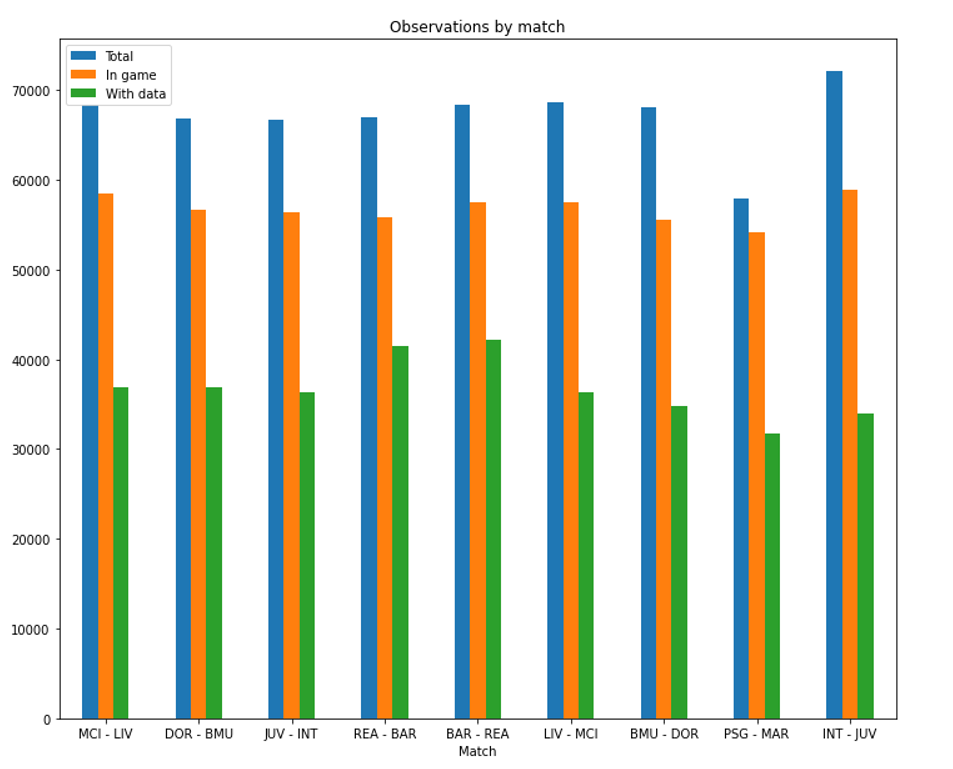 Observations by match
Total
In game
With data
70000
60000
50000
40000
30000
20000
10000
0
MCI - LIV DOR - BMU JUV - INT REA - BAR BAR - REA LIV - MCI BMU - DOR PSG - MAR INT - JUV
Match